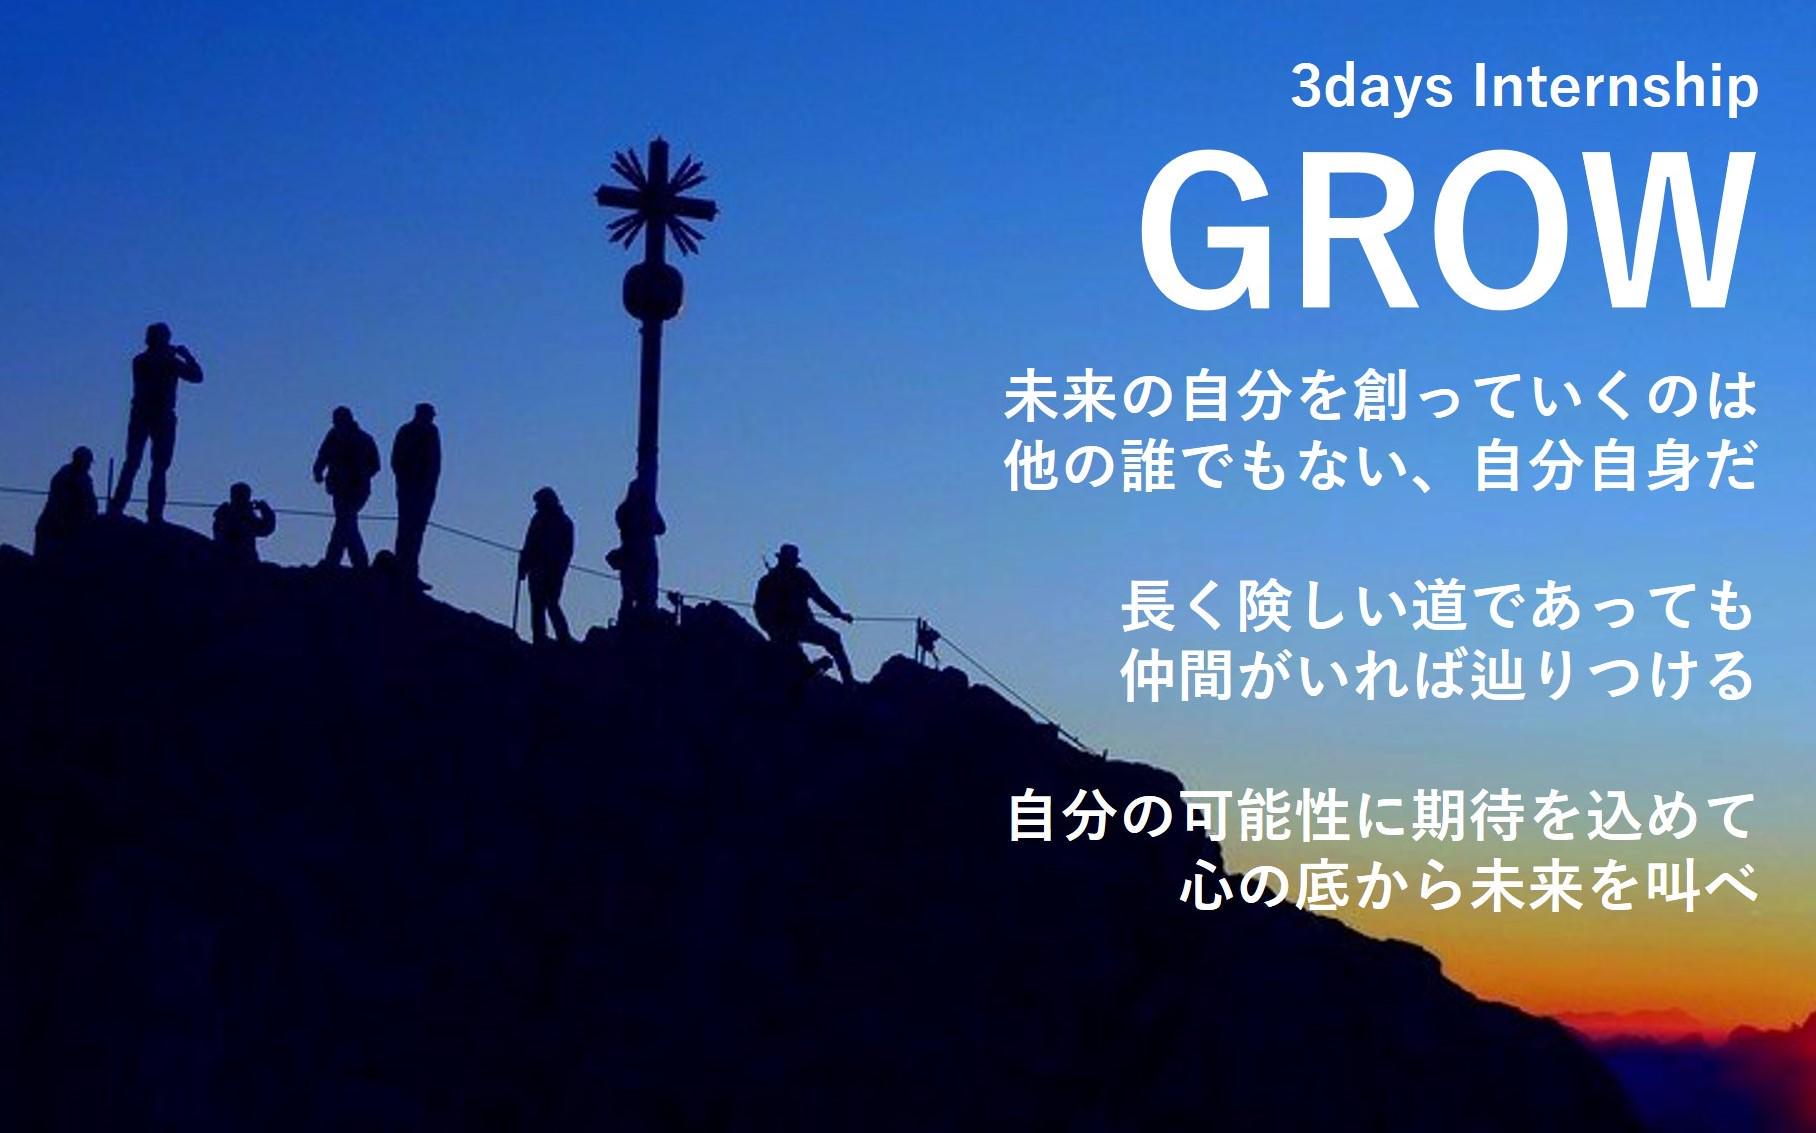 3days Internship
GROW
未来の自分を創っていくのは
他の誰でもない、自分自身だ
長く険しい道であっても
仲間がいれば辿りつける
自分の可能性に期待を込めて
心の底から未来を叫べ